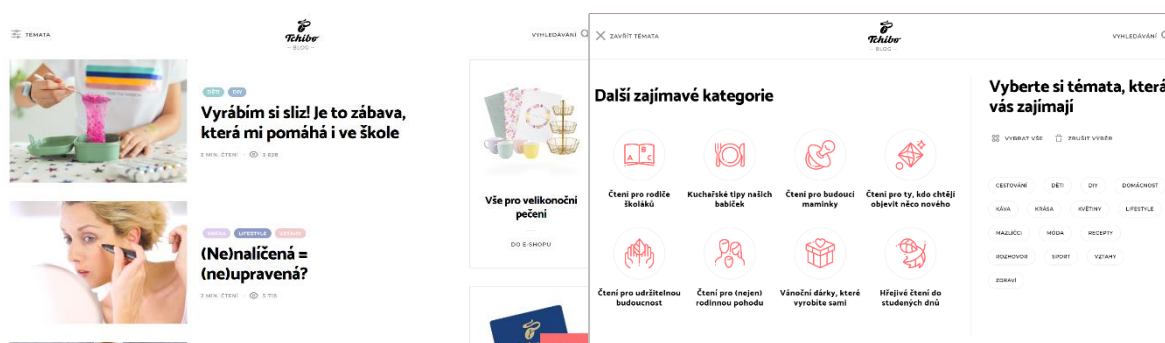 TÉMATA
Tchibo
BLOG
VYHLEDÁVÁNÍ
DĚTI DIY
Vyrábím si sliz! Je to zábava,
která mi pomáhá i ve škole
2 MIN. ČTENÍ
KRÁSA LIFESTYLE VZTAHY
(Ne)nalíčená =
(ne)upravená?
2 MIN. ČTENÍ
Vše pro velikonoční
pečení
DO E-SHOPU
ZAVŘÍT TÉMATA
Tchibo
BLOG
VYHLEDÁVÁNÍ
Další zajímavé kategorie
A B C
Čtení pro rodiče
školáků
Kuchařské tipy našich
babiček
Čtení pro budoucí
maminky
Čtení pro ty, kdo chtějí
objevit něco nového
Čtení pro udržitelnou
budoucnost
Čtení pro (nejen)
rodinnou pohodu
Vánoční dárky, které
vyrobíte sami
Hřejivé čtení do
studených dnů
Vyberte si témata, která
vás zajímají
VYBRAT VŠE ZRUŠIT VÝBĚR
CESTOVÁNÍ DĚTI DIY DOMÁCNOST
KÁVA KRÁSA KVĚTINY LIFESTYLE
MAZLÍČCI MÓDA RECEPTY
ROZHOVOR SPORT VZTAHY
ZDRAVÍ